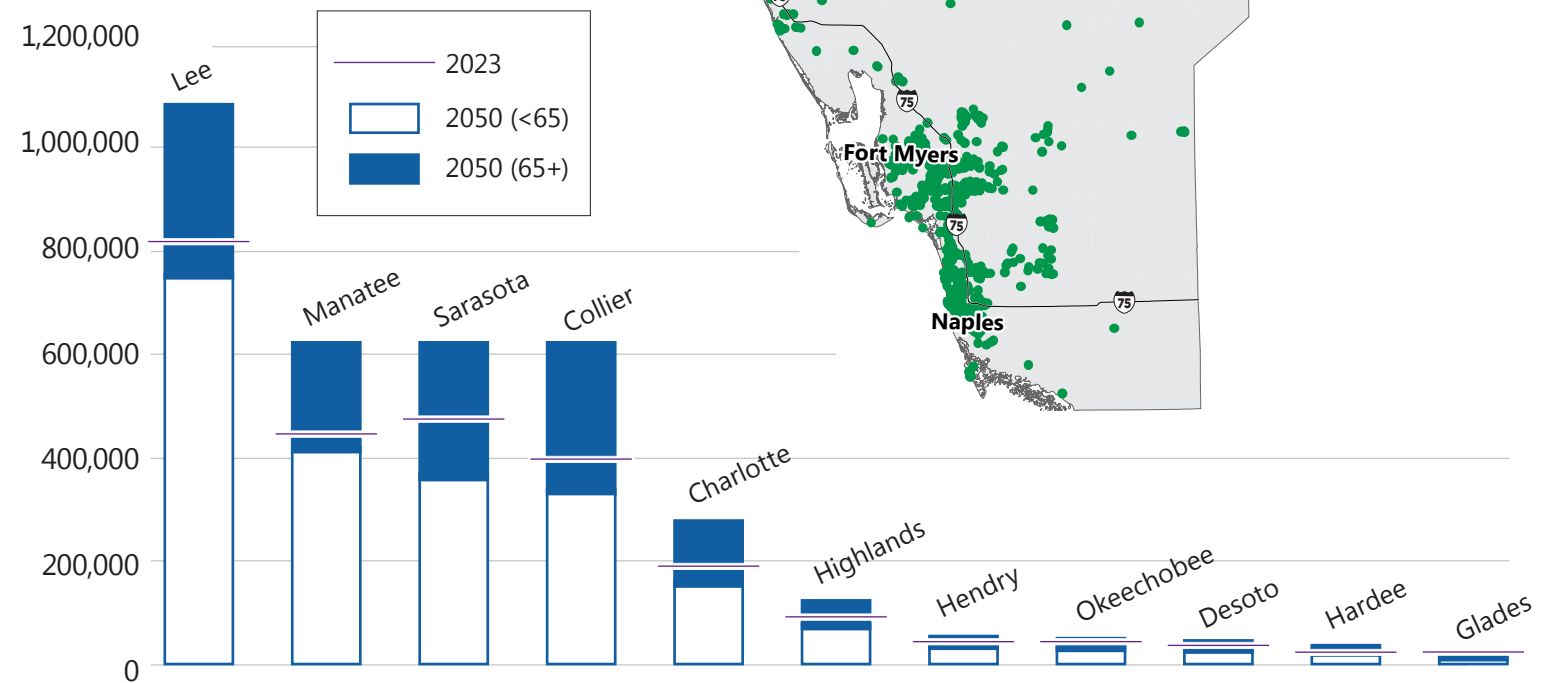 1,200,000
1,000,000
800,000
600,000
400,000
200,000
0
2023
2050 (<65)
2050 (65+)
Lee
Manatee
Sarasota
Collier
Charlotte
Highlands
Hendry
Okeechobee
Desoto
Hardee
Glades
75
Fort Myers
75
75
Naples